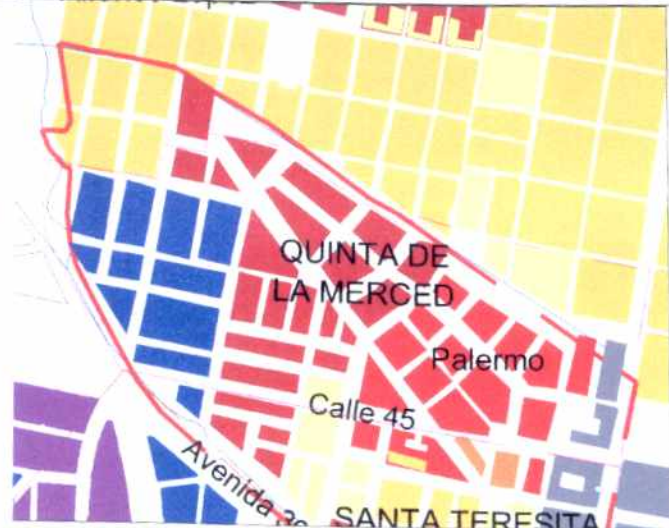 QUINTA DE
LA MERCED
Palermo
Calle 45
Avenida
SANTA TERESITA